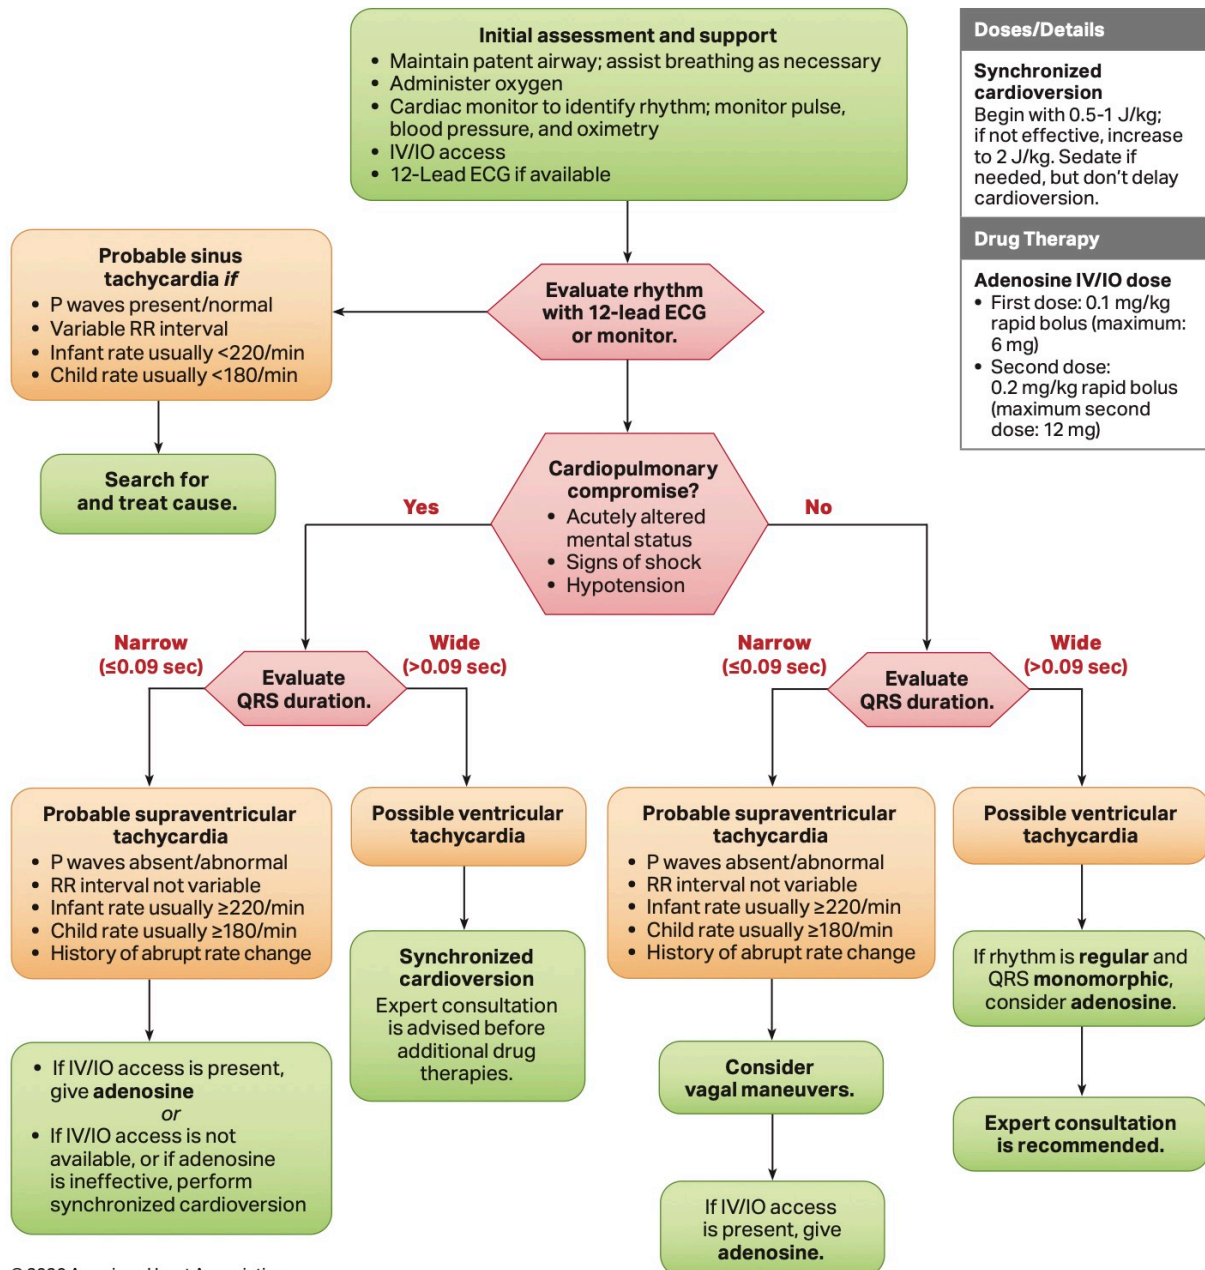 Initial assessment and support
• Maintain patent airway; assist breathing as necessary
• Administer oxygen
• Cardiac monitor to identify rhythm; monitor pulse,
blood pressure, and oximetry
• IV/IO access
• 12-Lead ECG if available
Doses/Details
Synchronized
cardioversion
Begin with 0.5-1 J/kg;
if not effective, increase
to 2 J/kg. Sedate if
needed, but don’t delay
cardioversion.
Drug Therapy
Adenosine IV/IO dose
• First dose: 0.1 mg/kg
rapid bolus (maximum:
6 mg)
• Second dose:
0.2 mg/kg rapid bolus
(maximum second
dose: 12 mg)
Probable sinus
tachycardia if
• P waves present/normal
• Variable RR interval
• Infant rate usually <220/min
• Child rate usually <180/min
Evaluate rhythm
with 12-lead ECG
or monitor.
Search for
and treat cause.
Cardiopulmonary
compromise?
• Acutely altered
mental status
• Signs of shock
• Hypotension
Yes
No
Narrow
(≤0.09 sec)
Evaluate
QRS duration.
Wide
(>0.09 sec)
Narrow
(≤0.09 sec)
Evaluate
QRS duration.
Wide
(>0.09 sec)
Probable supraventricular
tachycardia
• P waves absent/abnormal
• RR interval not variable
• Infant rate usually ≥220/min
• Child rate usually ≥180/min
• History of abrupt rate change
Possible ventricular
tachycardia
Probable supraventricular
tachycardia
• P waves absent/abnormal
• RR interval not variable
• Infant rate usually ≥220/min
• Child rate usually ≥180/min
• History of abrupt rate change
Possible ventricular
tachycardia
• If IV/IO access is present,
give adenosine
or
• If IV/IO access is not
available, or if adenosine
is ineffective, perform
synchronized cardioversion
Synchronized
cardioversion
Expert consultation
is advised before
additional drug
therapies.
Consider
vagal maneuvers.
If IV/IO access
is present, give
adenosine.
If rhythm is regular and
QRS monomorphic,
consider adenosine.
Expert consultation
is recommended.